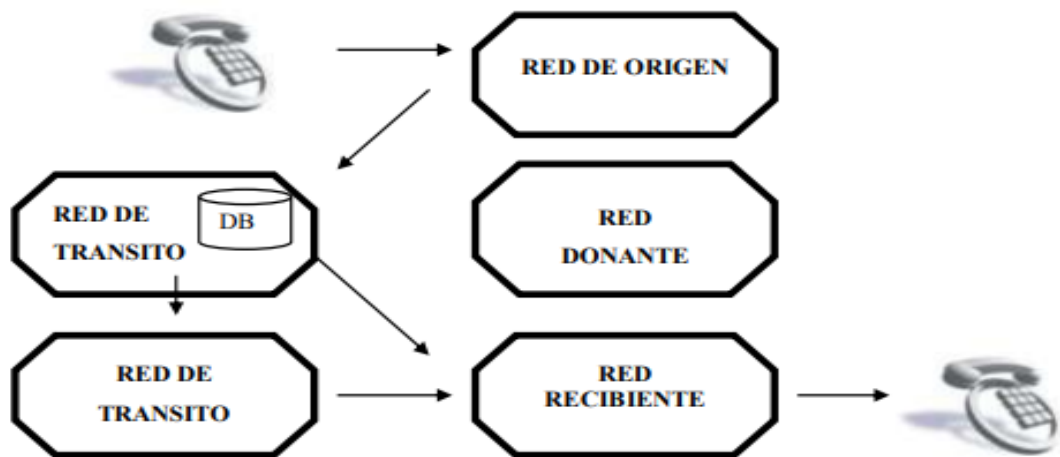 RED DE ORIGEN
RED DE
TRANSITO
DB
RED
DONANTE
RED DE
TRANSITO
RED
RECIBIENTE